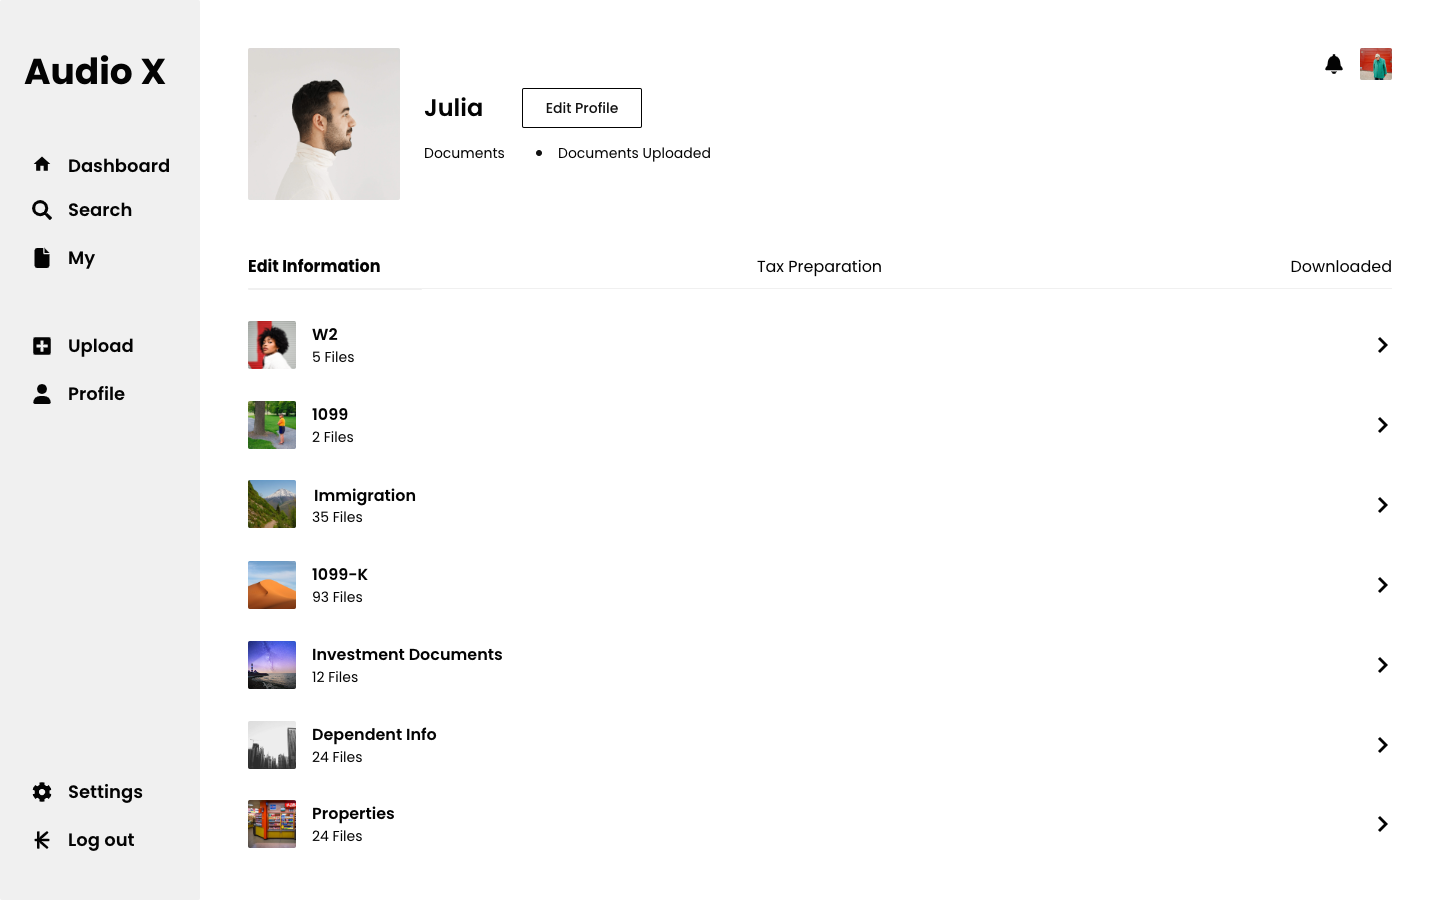 Audio X
Dashboard
Search
My
Upload
Profile
Settings
Log out
Julia
Edit Profile
Documents
Documents Uploaded
Edit Information
Tax Preparation
Downloaded
W2
5 Files
1099
2 Files
Immigration
35 Files
1099-K
93 Files
Investment Documents
12 Files
Dependent Info
24 Files
Properties
24 Files